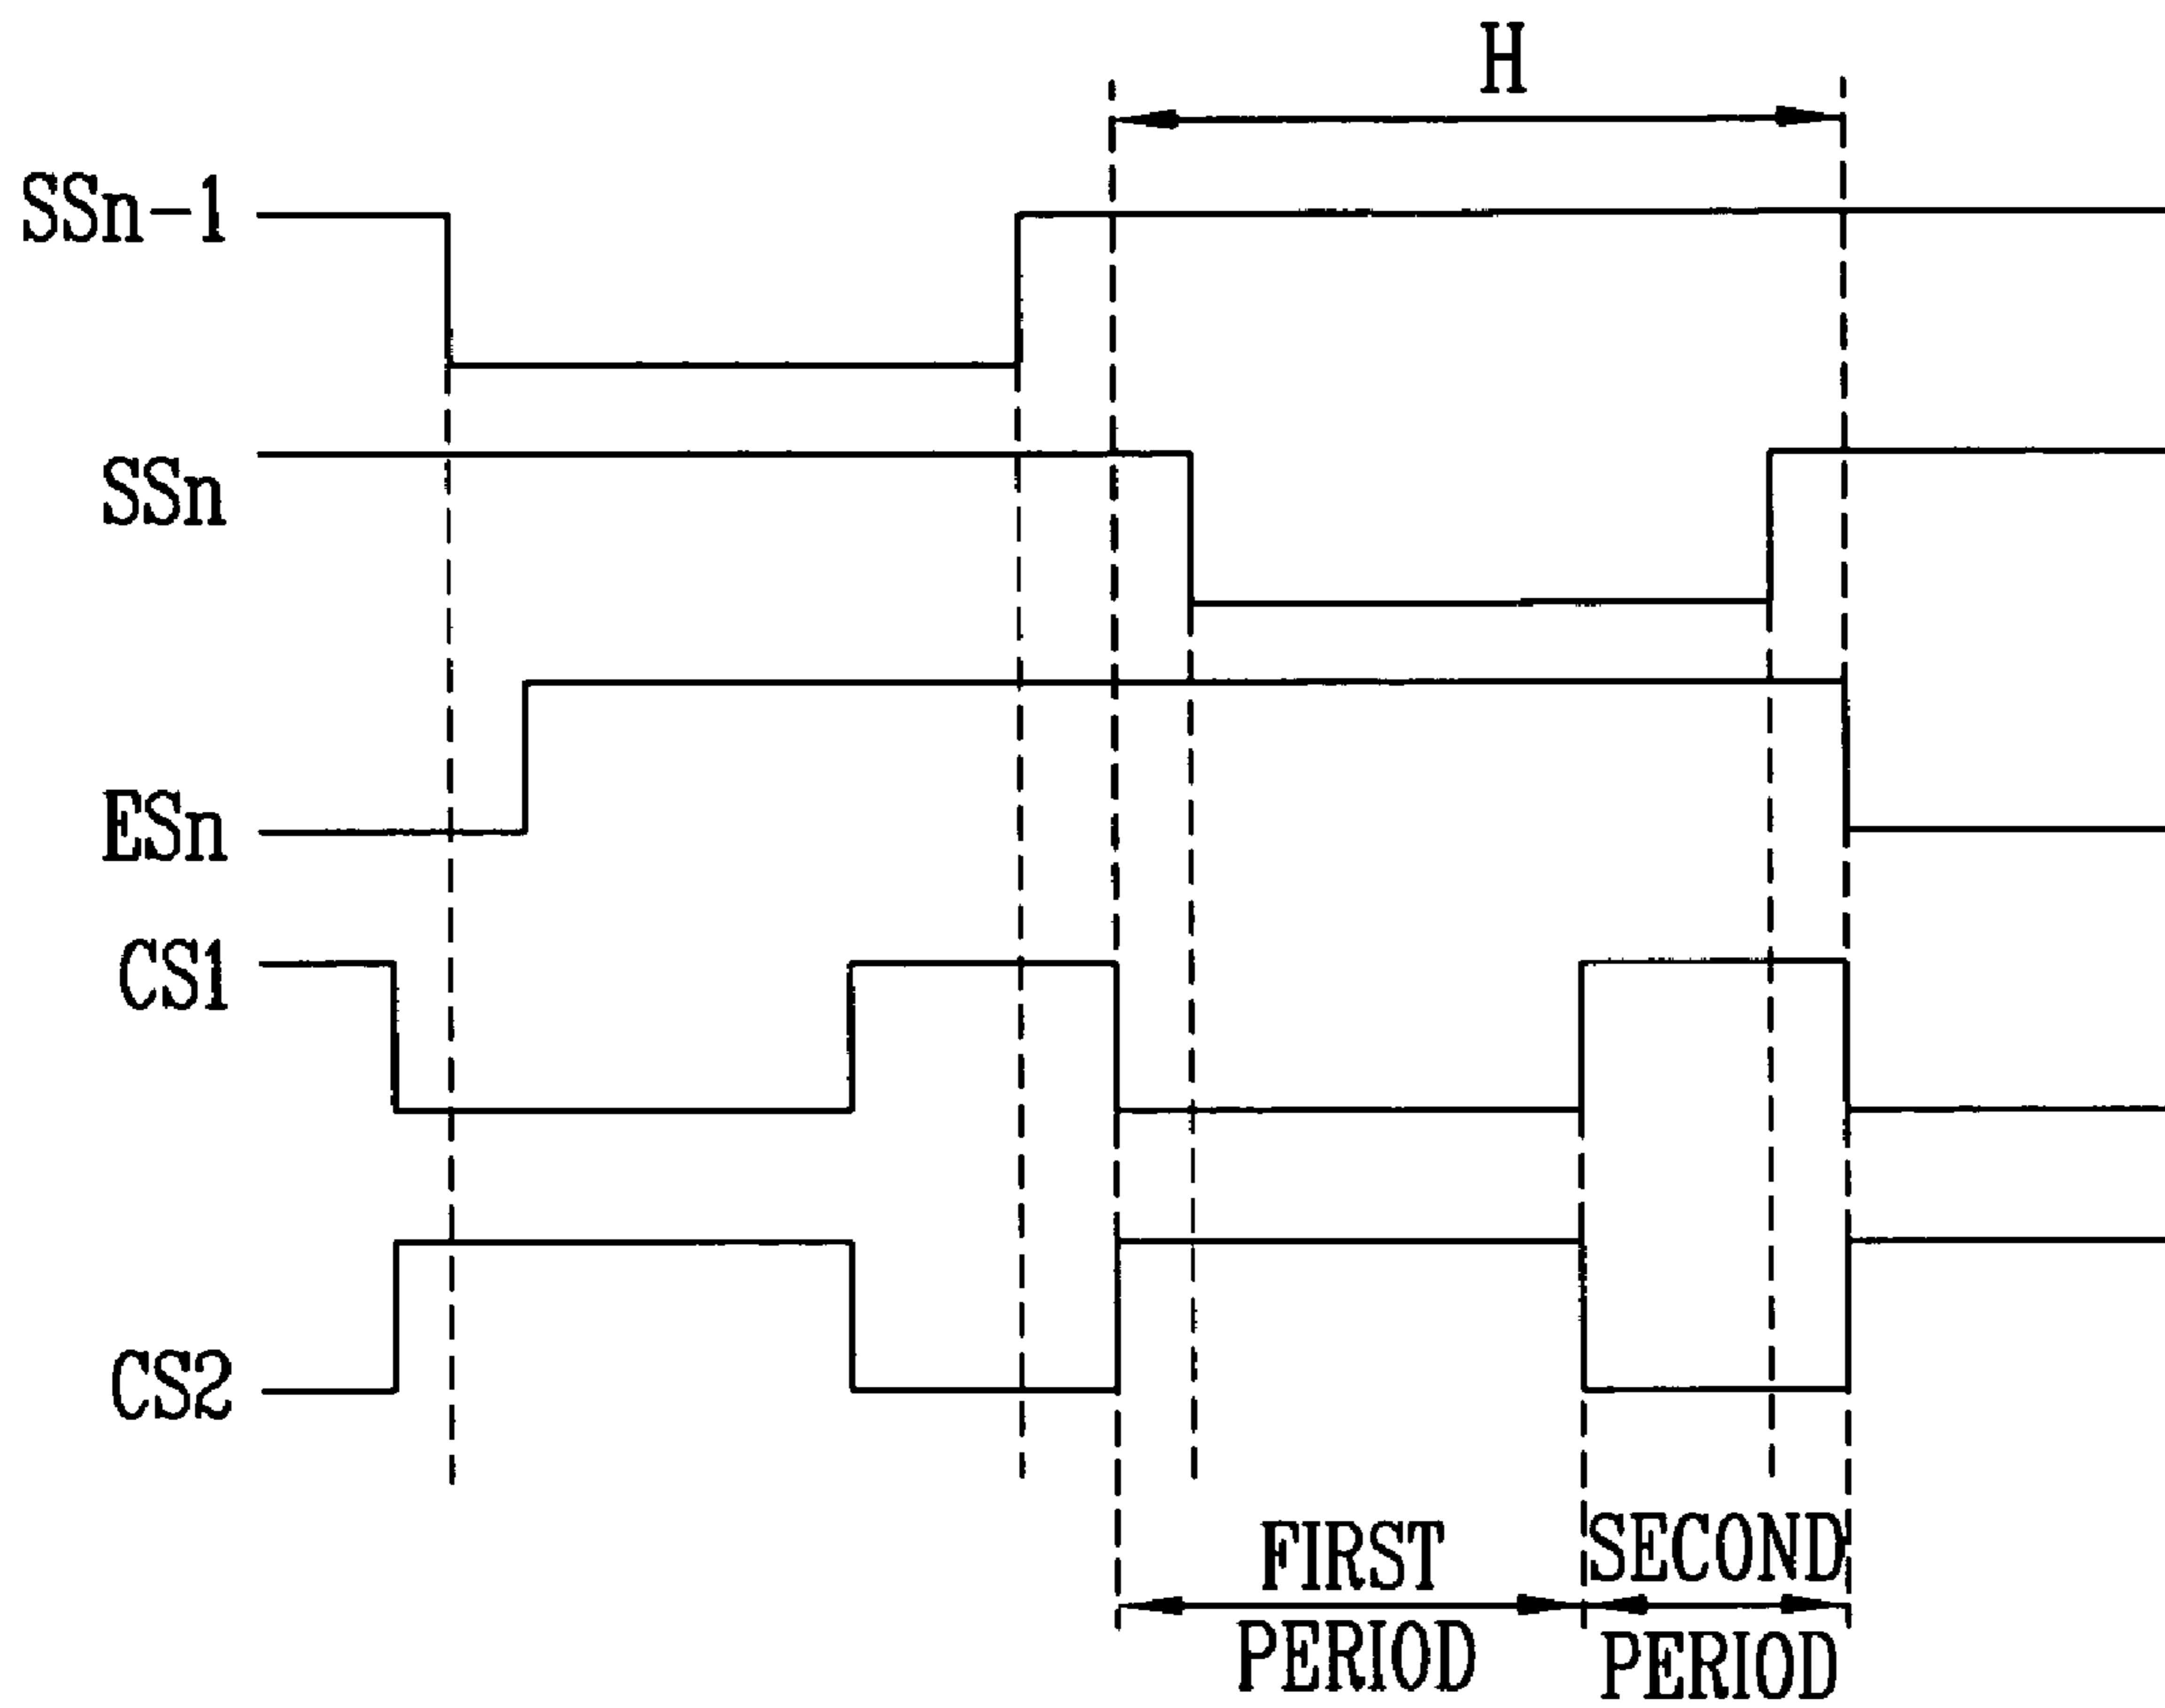 H
SSn-1
SSn
ESn
CS1
CS2
FIRST
PERIOD
SECOND
PERIOD